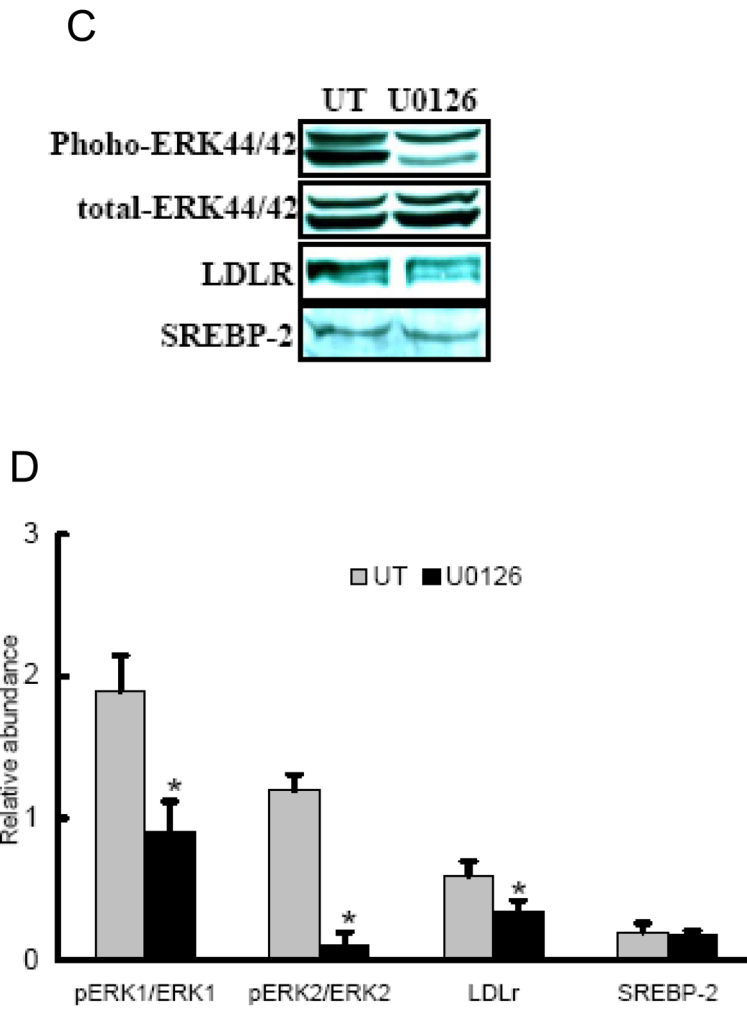 C
UT U0126
Phoho-ERK44/42
total-ERK44/42
LDLR
SREBP-2
D
3
UT U0126
2
Relative abundance
*
1
*
*
0
pERK1/ERK1 pERK2/ERK2 LDLr SREBP-2